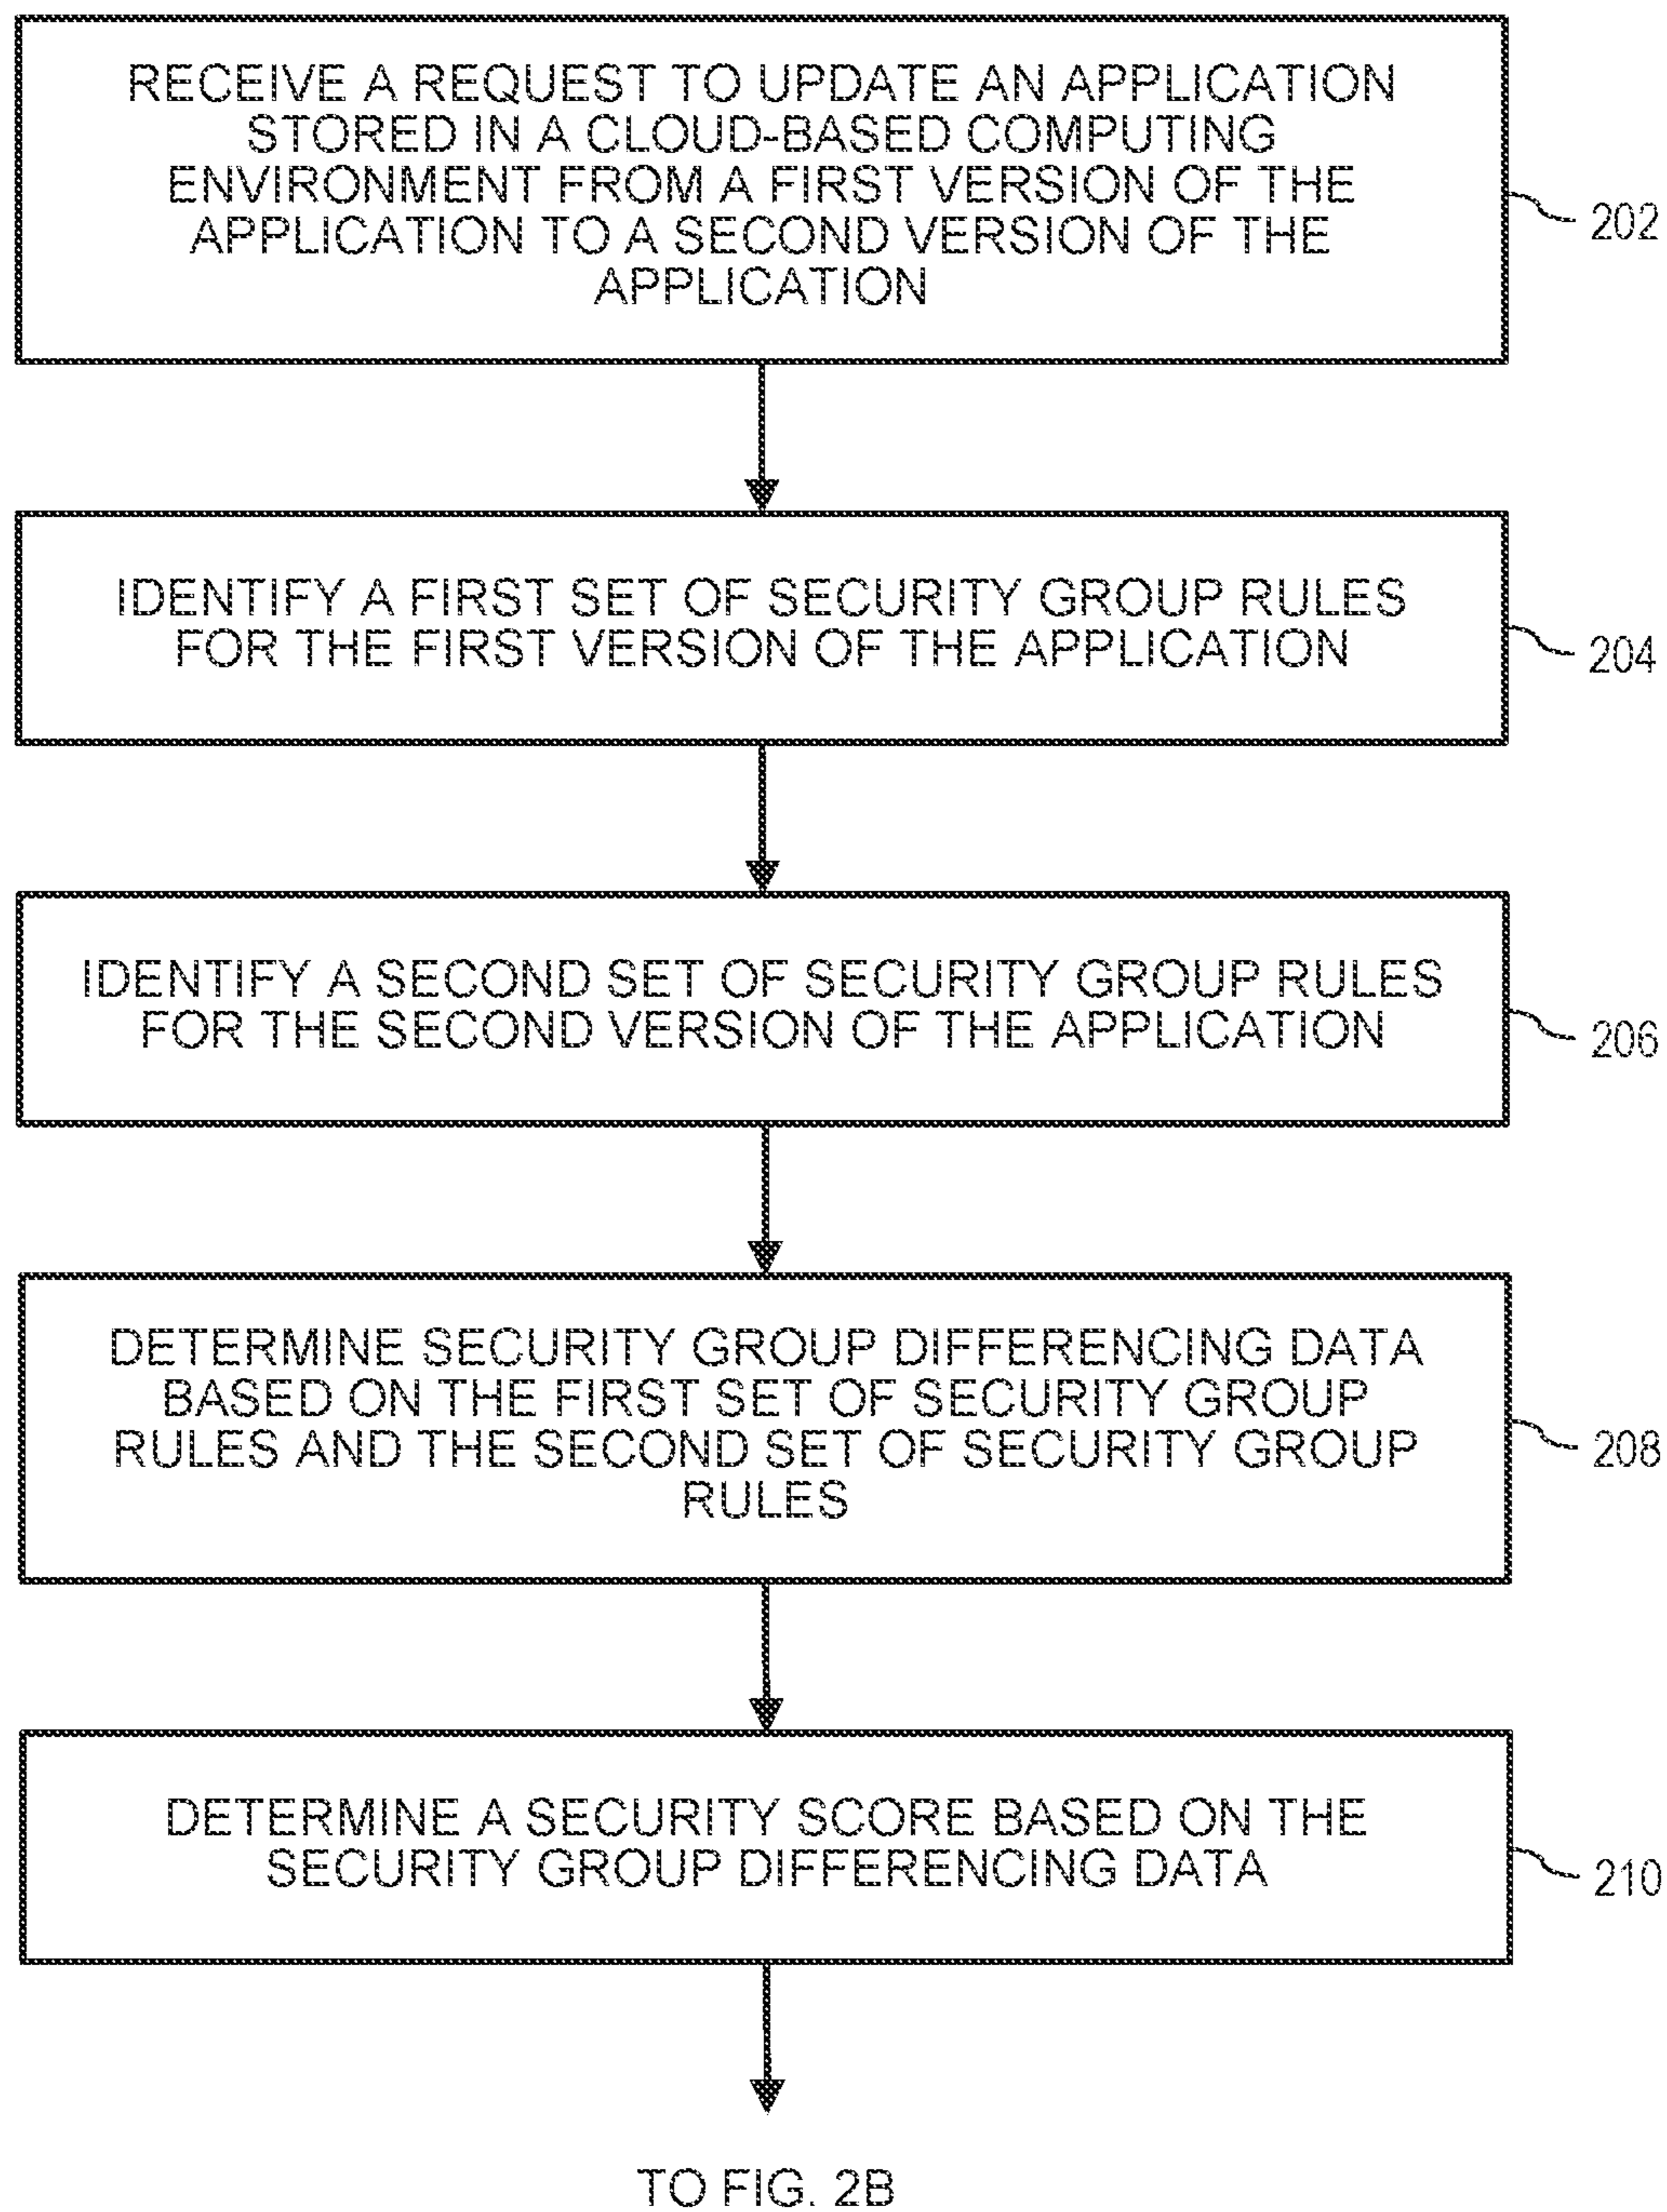 RECEIVE A REQUEST TO UPDATE AN APPLICATION
STORED IN A CLOUD-BASED COMPUTING
ENVIRONMENT FROM A FIRST VERSION OF THE
APPLICATION TO A SECOND VERSION OF THE
APPLICATION
202
IDENTIFY A FIRST SET OF SECURITY GROUP RULES
FOR THE FIRST VERSION OF THE APPLICATION
204
IDENTIFY A SECOND SET OF SECURITY GROUP RULES
FOR THE SECOND VERSION OF THE APPLICATION
206
DETERMINE SECURITY GROUP DIFFERENCING DATA
BASED ON THE FIRST SET OF SECURITY GROUP
RULES AND THE SECOND SET OF SECURITY GROUP
RULES
208
DETERMINE A SECURITY SCORE BASED ON THE
SECURITY GROUP DIFFERENCING DATA
210
TO FIG. 2B